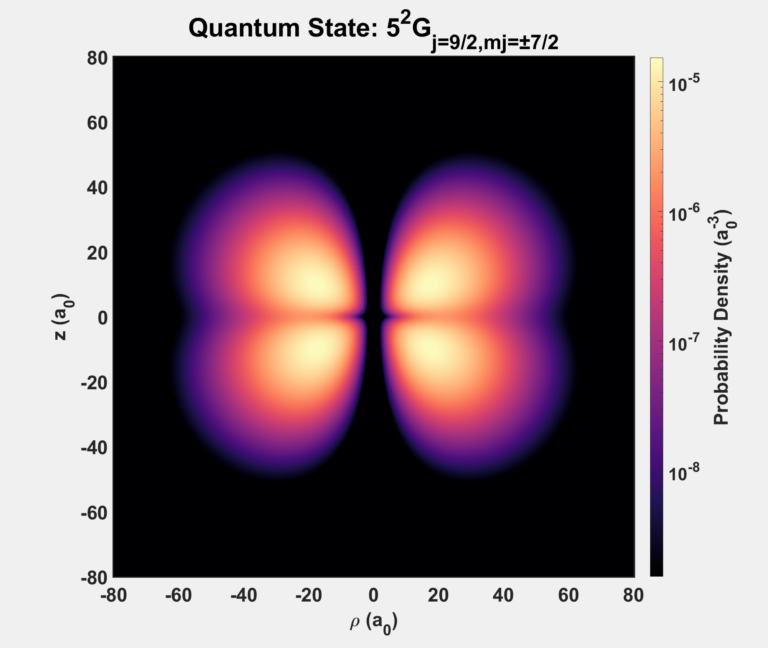 Quantum State: 5²G_j=9/2,mj=±7/2
80
60
40
20
0
-20
-40
-60
-80
z (a₀)
-80 -60 -40 -20 0 20 40 60 80
ρ (a₀)
10⁻⁵
10⁻⁶
10⁻⁷
10⁻⁸
Probability Density (a₀⁻³)